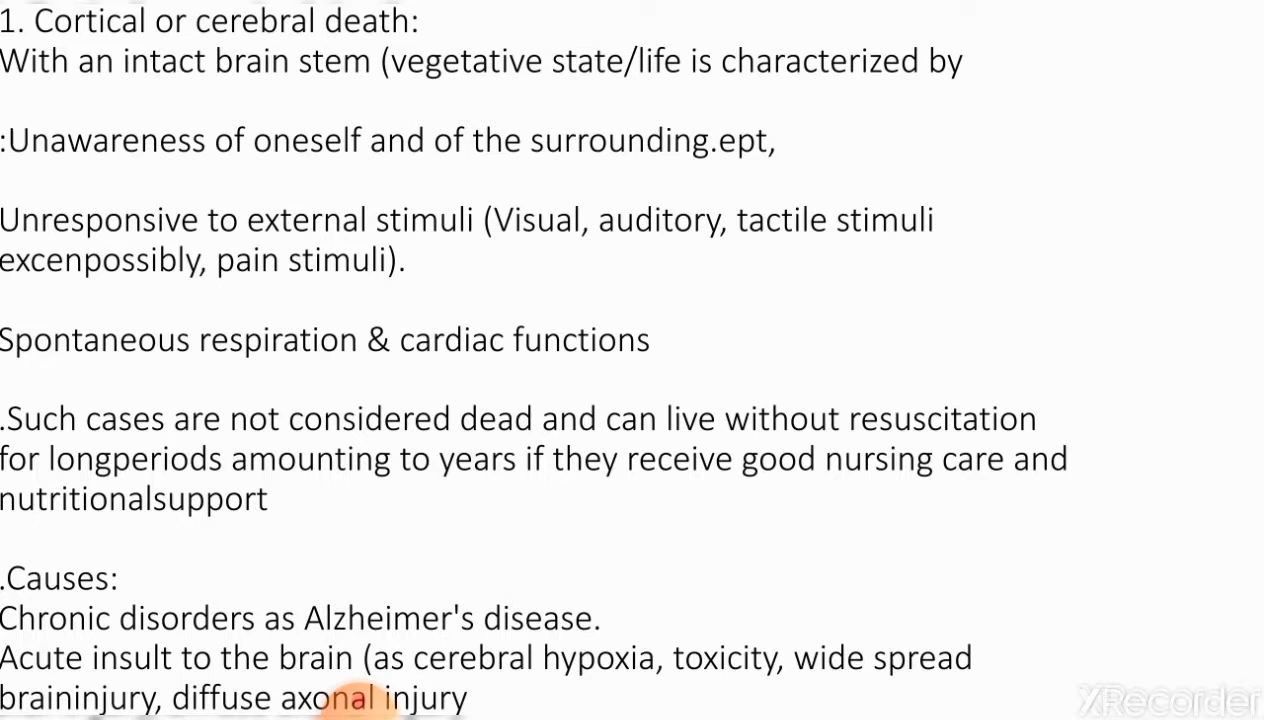 1. Cortical or cerebral death:
With an intact brain stem (vegetative state/life is characterized by
:Unawareness of oneself and of the surrounding.ept,
Unresponsive to external stimuli (Visual, auditory, tactile stimuli
excenpossibly, pain stimuli).
Spontaneous respiration & cardiac functions
.Such cases are not considered dead and can live without resuscitation
for longperiods amounting to years if they receive good nursing care and
nutritionalsupport
.Causes:
Chronic disorders as Alzheimer's disease.
Acute insult to the brain (as cerebral hypoxia, toxicity, wide spread
braininjury, diffuse axonal injury
XRecorder